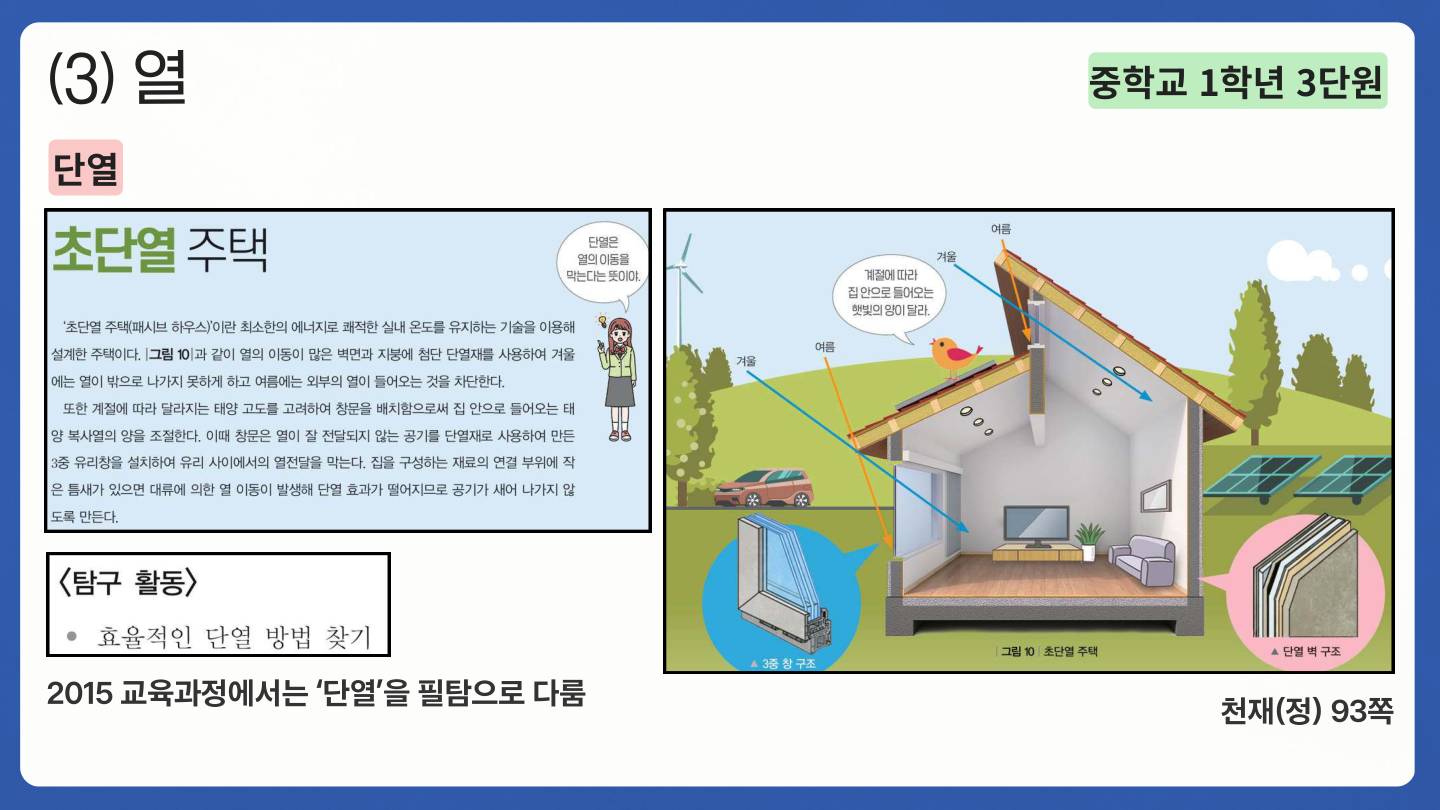 (3) 열
중학교 1학년 3단원
단열
초단열 주택
단열은
열의 이동을
막는다는 뜻이야.
'초단열 주택(패시브 하우스)'이란 최소한의 에너지로 쾌적한 실내 온도를 유지하는 기술을 이용해
설계한 주택이다. |그림 10|과 같이 열의 이동이 많은 벽면과 지붕에 첨단 단열재를 사용하여 겨울
에는 열이 밖으로 나가지 못하게 하고 여름에는 외부의 열이 들어오는 것을 차단한다.
또한 계절에 따라 달라지는 태양 고도를 고려하여 창문을 배치함으로써 집 안으로 들어오는 태
양 복사열의 양을 조절한다. 이때 창문은 열이 잘 전달되지 않는 공기를 단열재로 사용하여 만든
3중 유리창을 설치하여 유리 사이에서의 열전달을 막는다. 집을 구성하는 재료의 연결 부위에 작
은 틈새가 있으면 대류에 의한 열 이동이 발생해 단열 효과가 떨어지므로 공기가 새어 나가지 않
도록 만든다.
여름
겨울
계절에 따라
집 안으로 들어오는
햇빛의 양이 달라.
여름
겨울
▲ 3중 창 구조
| 그림 10 | 초단열 주택
▲ 단열 벽 구조
〈탐구 활동〉
• 효율적인 단열 방법 찾기
2015 교육과정에서는 ‘단열’을 필탐으로 다룸
천재(정) 93쪽